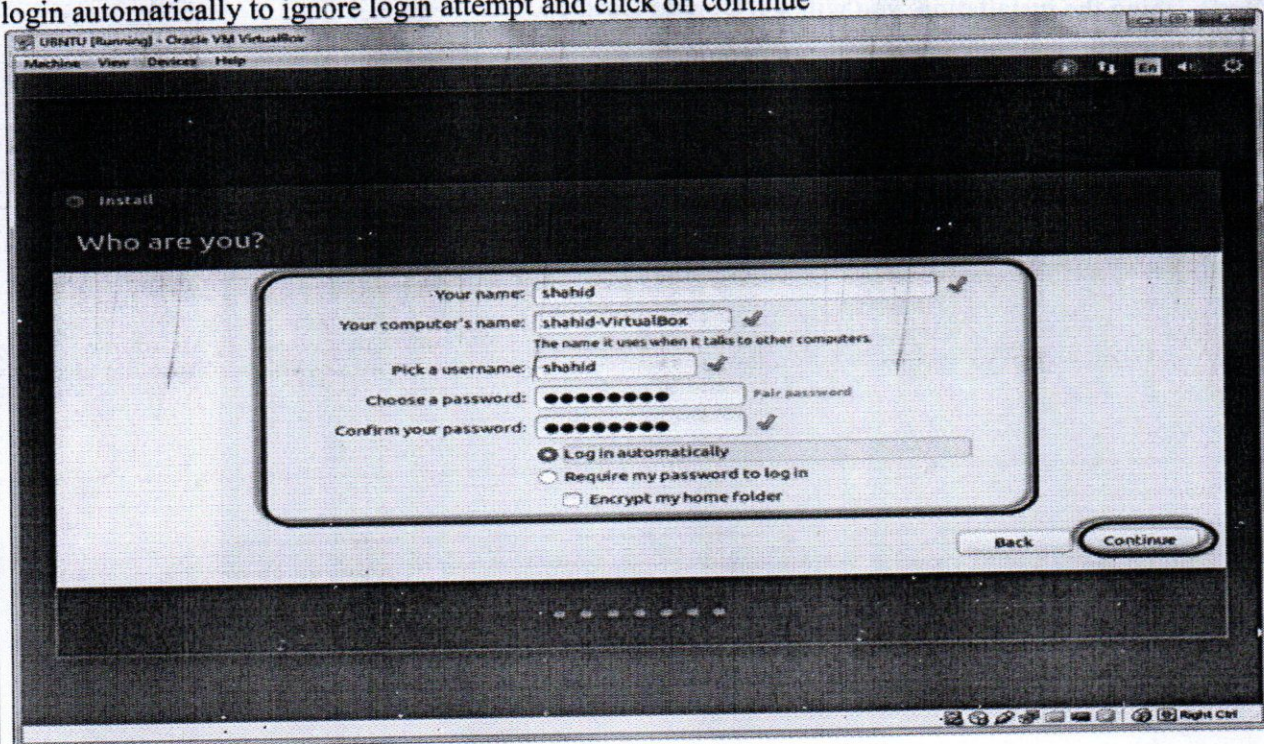 login automatically to ignore login attempt and click on continue
UBNTU [Running] - Oracle VM VirtualBox
Machine View Devices Help
En
Install
Who are you?
Your name: shahid
Your computer's name: shahid-VirtualBox
The name it uses when it talks to other computers.
Pick a username: shahid
Choose a password: ●●●●●●●● Fair password
Confirm your password: ●●●●●●●●
Log in automatically
Require my password to log in
Encrypt my home folder
Back Continue
Right Ctrl